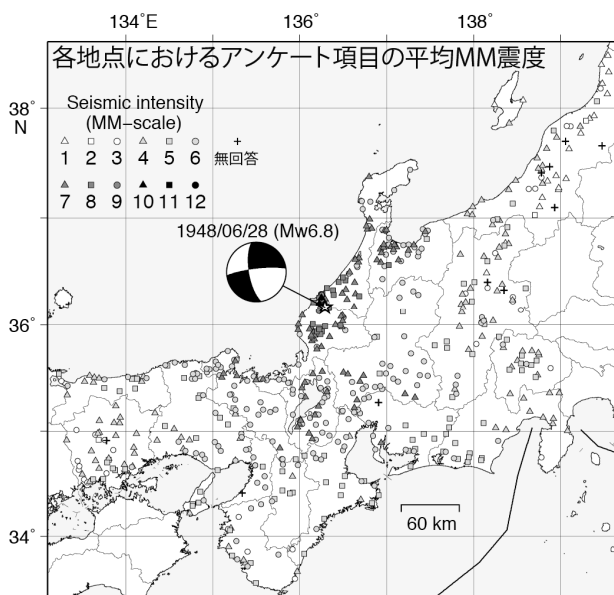 134°E 136° 138°
各地点におけるアンケート項目の平均MM震度
38°
N
Seismic intensity
(MM−scale)
1 2 3 4 5 6 無回答
7 8 9 10 11 12
1948/06/28 (Mw6.8)
36°
60 km
34°